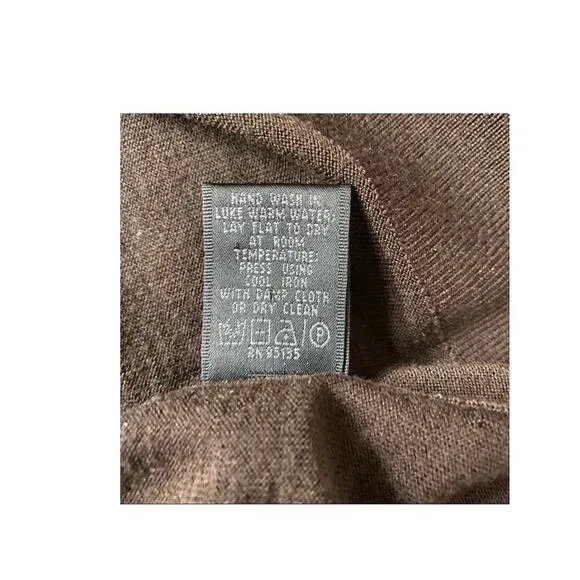 HAND WASH IN
LUKE WARM WATER;
LAY FLAT TO DRY
AT ROOM
TEMPERATURE;
PRESS USING
COOL IRON
WITH DAMP CLOTH
OR DRY CLEAN
P
RN 95135